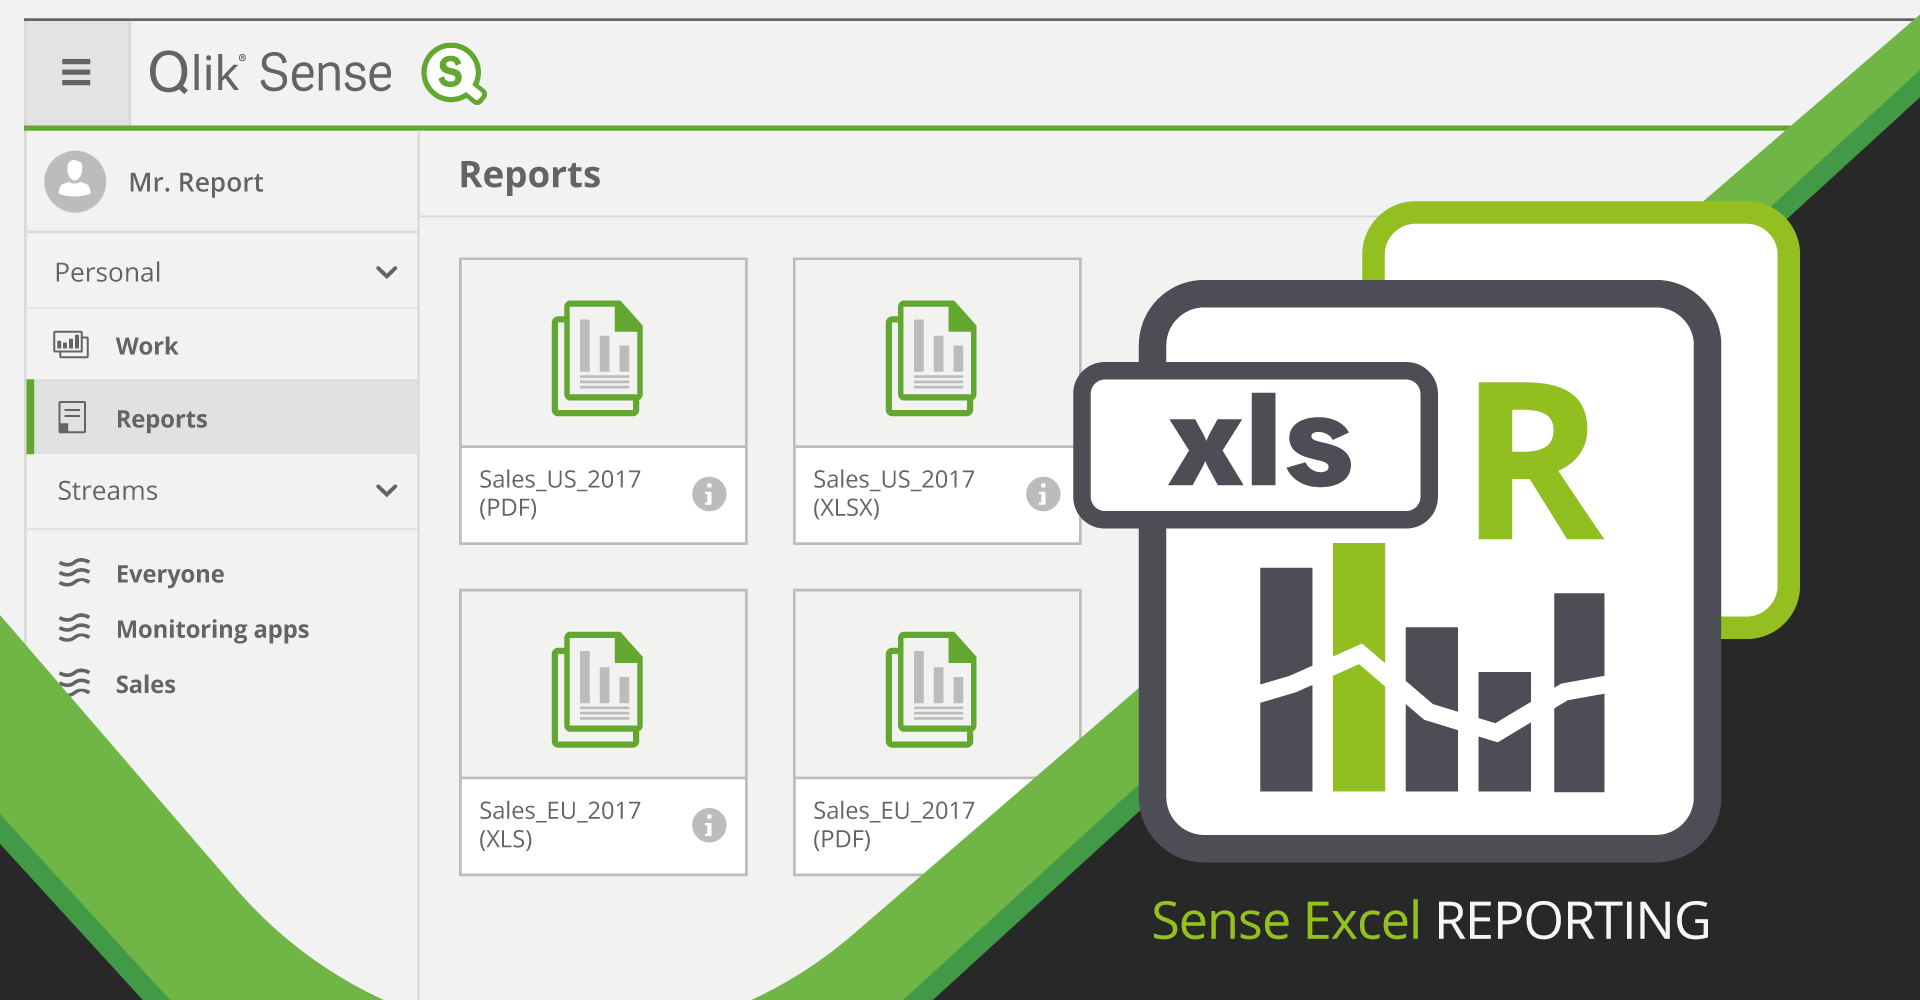 Qlik® Sense S
Mr. Report
Reports
Personal
Work
Reports
Streams
Everyone
Monitoring apps
Sales
Sales_US_2017
(PDF)
Sales_US_2017
(XLSX)
Sales_EU_2017
(XLS)
Sales_EU_2017
(PDF)
xls
R
Sense Excel REPORTING